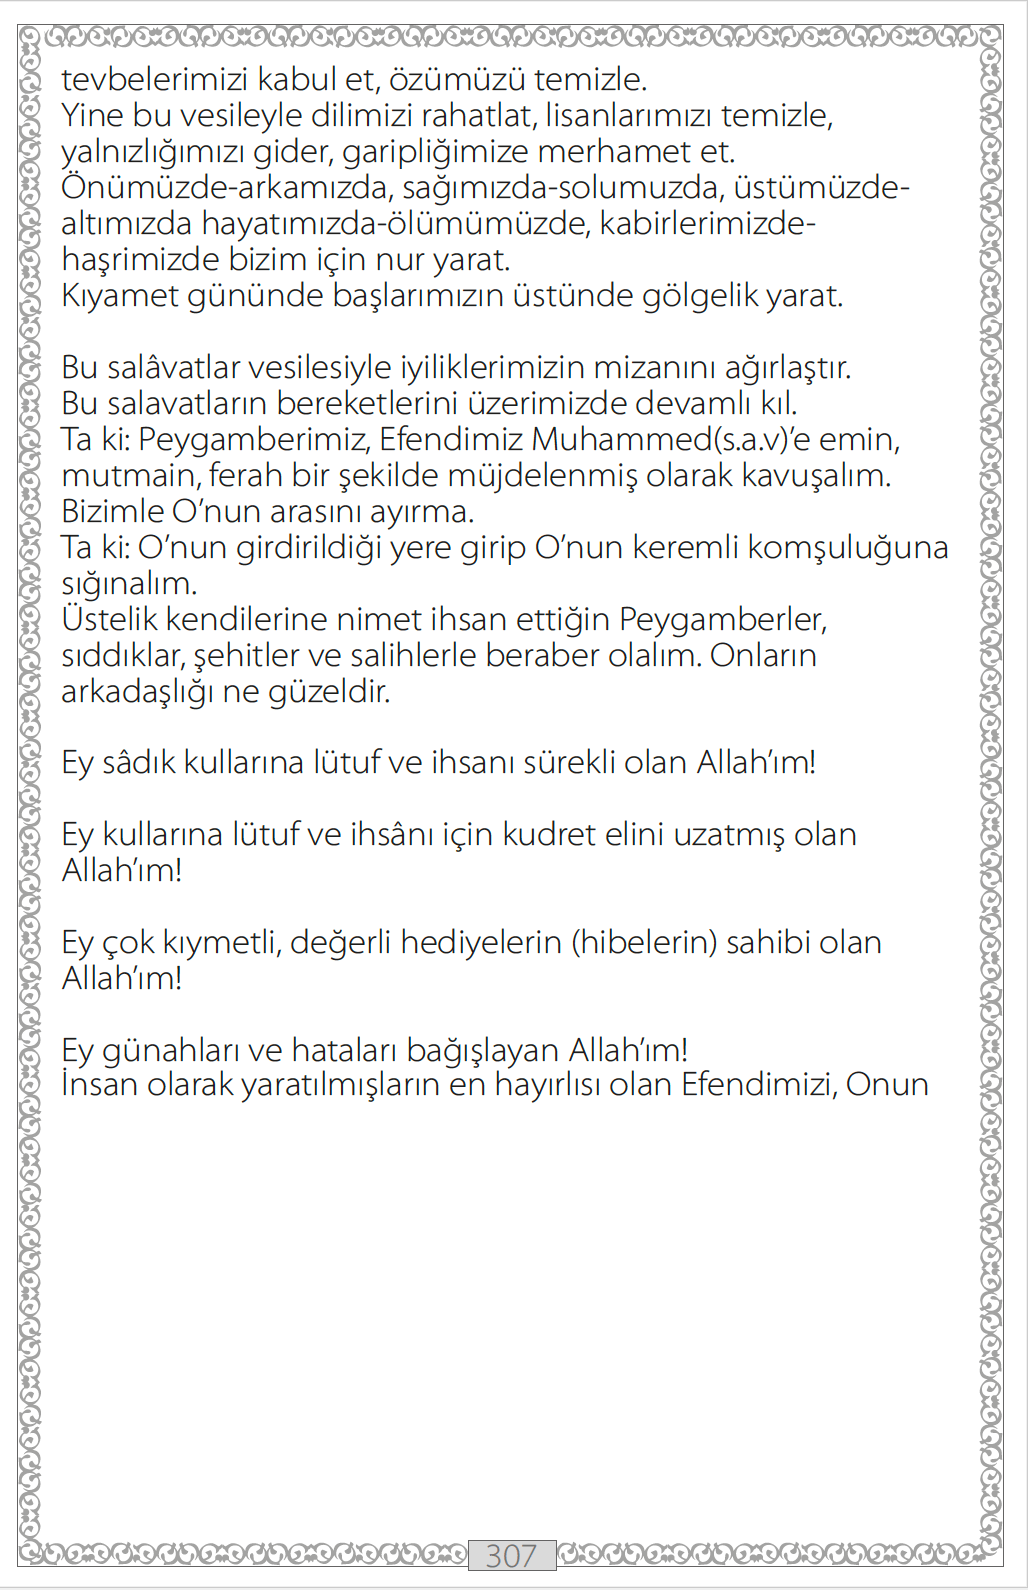 tevbelerimizi kabul et, özümüzü temizle.
Yine bu vesileyle dilimizi rahatlat, lisanlarımızı temizle,
yalnızlığımızı gider, garipliğimize merhamet et.
Önümüzde-arkamızda, sağımızda-solumuzda, üstümüzde-
altımızda hayatımızda-ölümümüzde, kabirlerimizde-
haşrimizde bizim için nur yarat.
Kıyamet gününde başlarımızın üstünde gölgelik yarat.
Bu salâvatlar vesilesiyle iyiliklerimizin mizanını ağırlaştır.
Bu salavatların bereketlerini üzerimizde devamlı kıl.
Ta ki: Peygamberimiz, Efendimiz Muhammed(s.a.v)’e emin,
mutmain, ferah bir şekilde müjdelenmiş olarak kavuşalım.
Bizimle O’nun arasını ayırma.
Ta ki: O’nun girdirildiği yere girip O’nun keremli komşuluğuna
sığınalım.
Üstelik kendilerine nimet ihsan ettiğin Peygamberler,
sıddıklar, şehitler ve salihlerle beraber olalım. Onların
arkadaşlığı ne güzeldir.
Ey sâdık kullarına lütuf ve ihsanı sürekli olan Allah’ım!
Ey kullarına lütuf ve ihsânı için kudret elini uzatmış olan
Allah’ım!
Ey çok kıymetli, değerli hediyelerin (hibelerin) sahibi olan
Allah’ım!
Ey günahları ve hataları bağışlayan Allah’ım!
İnsan olarak yaratılmışların en hayırlısı olan Efendimizi, Onun
307